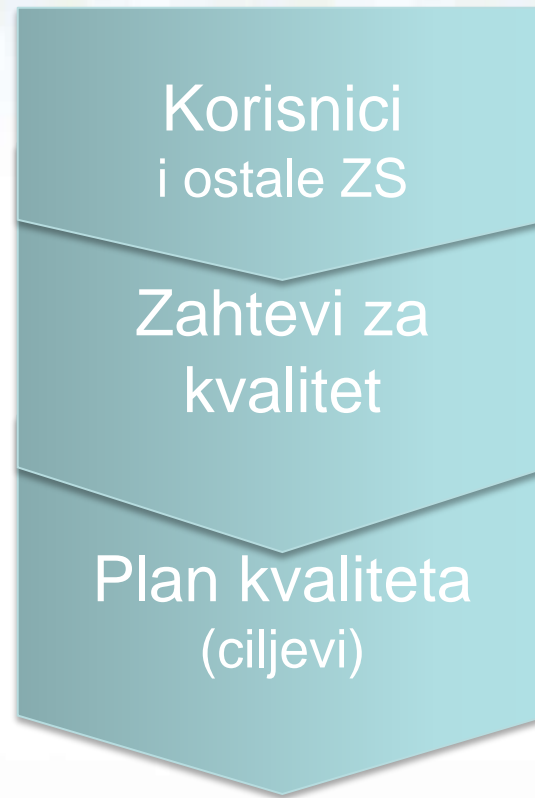 Korisnici
i ostale ZS
Zahtevi za
kvalitet
Plan kvaliteta
(ciljevi)